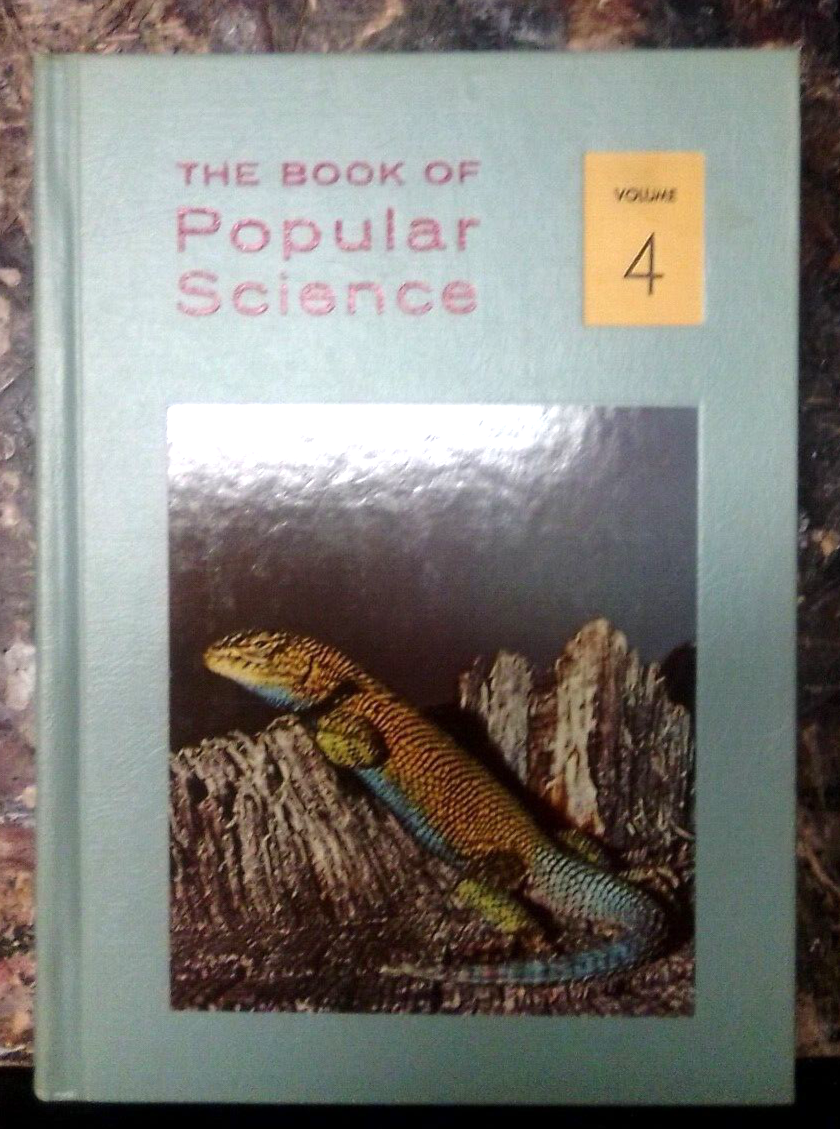 THE BOOK OF
Popular
Science
VOLUME
4